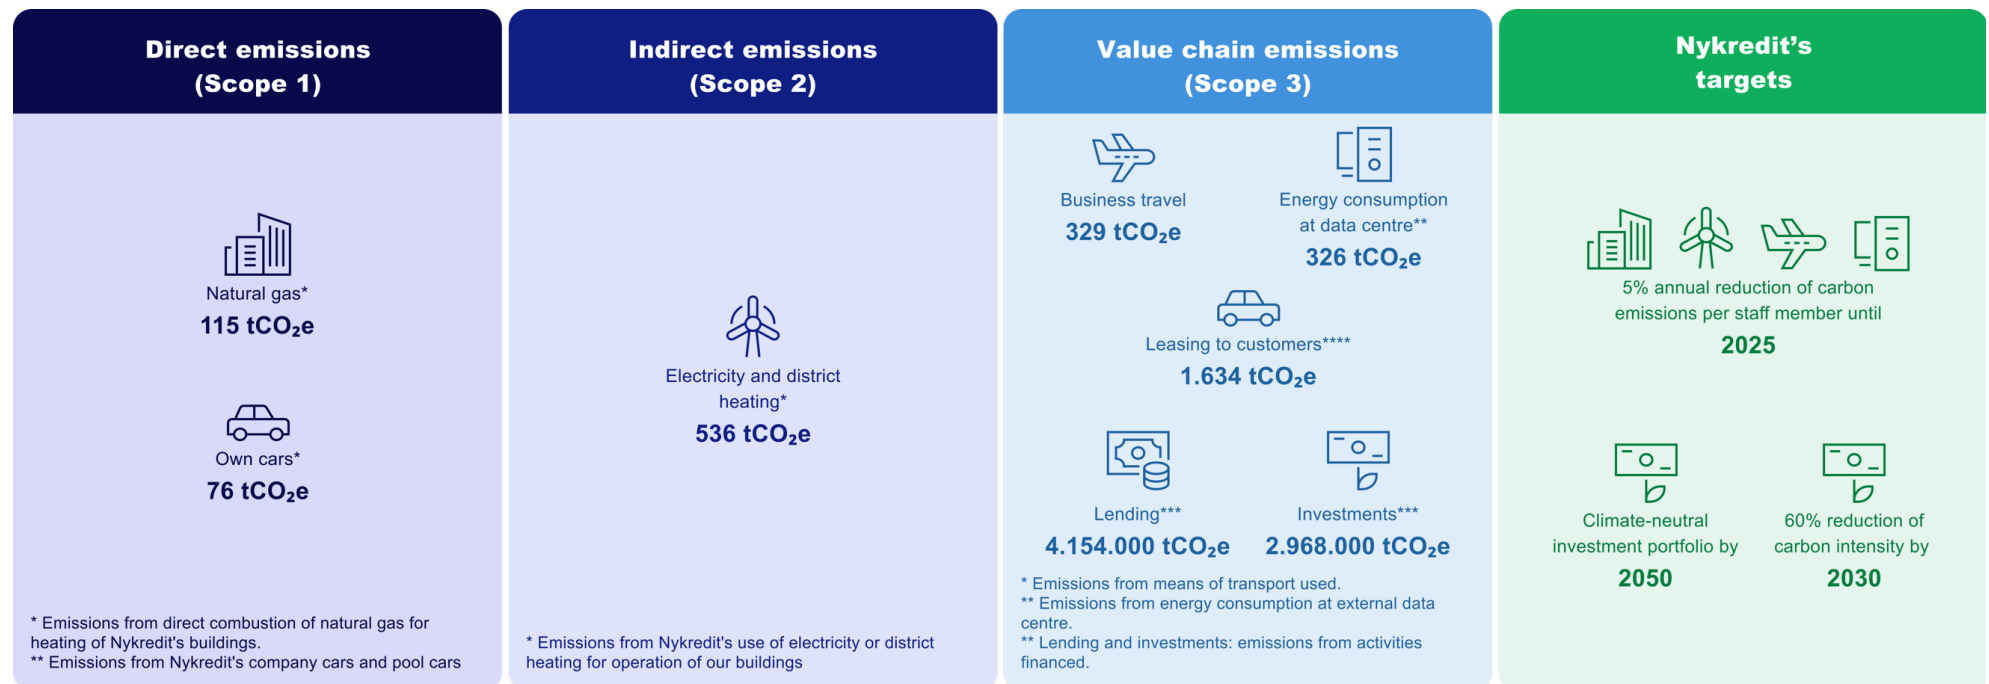 Direct emissions
(Scope 1)
Natural gas*
115 tCO₂e
Own cars*
76 tCO₂e
* Emissions from direct combustion of natural gas for
heating of Nykredit's buildings.
** Emissions from Nykredit's company cars and pool cars
Indirect emissions
(Scope 2)
Electricity and district
heating*
536 tCO₂e
* Emissions from Nykredit's use of electricity or district
heating for operation of our buildings
Value chain emissions
(Scope 3)
Business travel
329 tCO₂e
Energy consumption
at data centre**
326 tCO₂e
Leasing to customers****
1.634 tCO₂e
Lending***
4.154.000 tCO₂e
Investments***
2.968.000 tCO₂e
* Emissions from means of transport used.
** Emissions from energy consumption at external data
centre.
** Lending and investments: emissions from activities
financed.
Nykredit’s
targets
5% annual reduction of carbon
emissions per staff member until
2025
Climate-neutral
investment portfolio by
2050
60% reduction of
carbon intensity by
2030